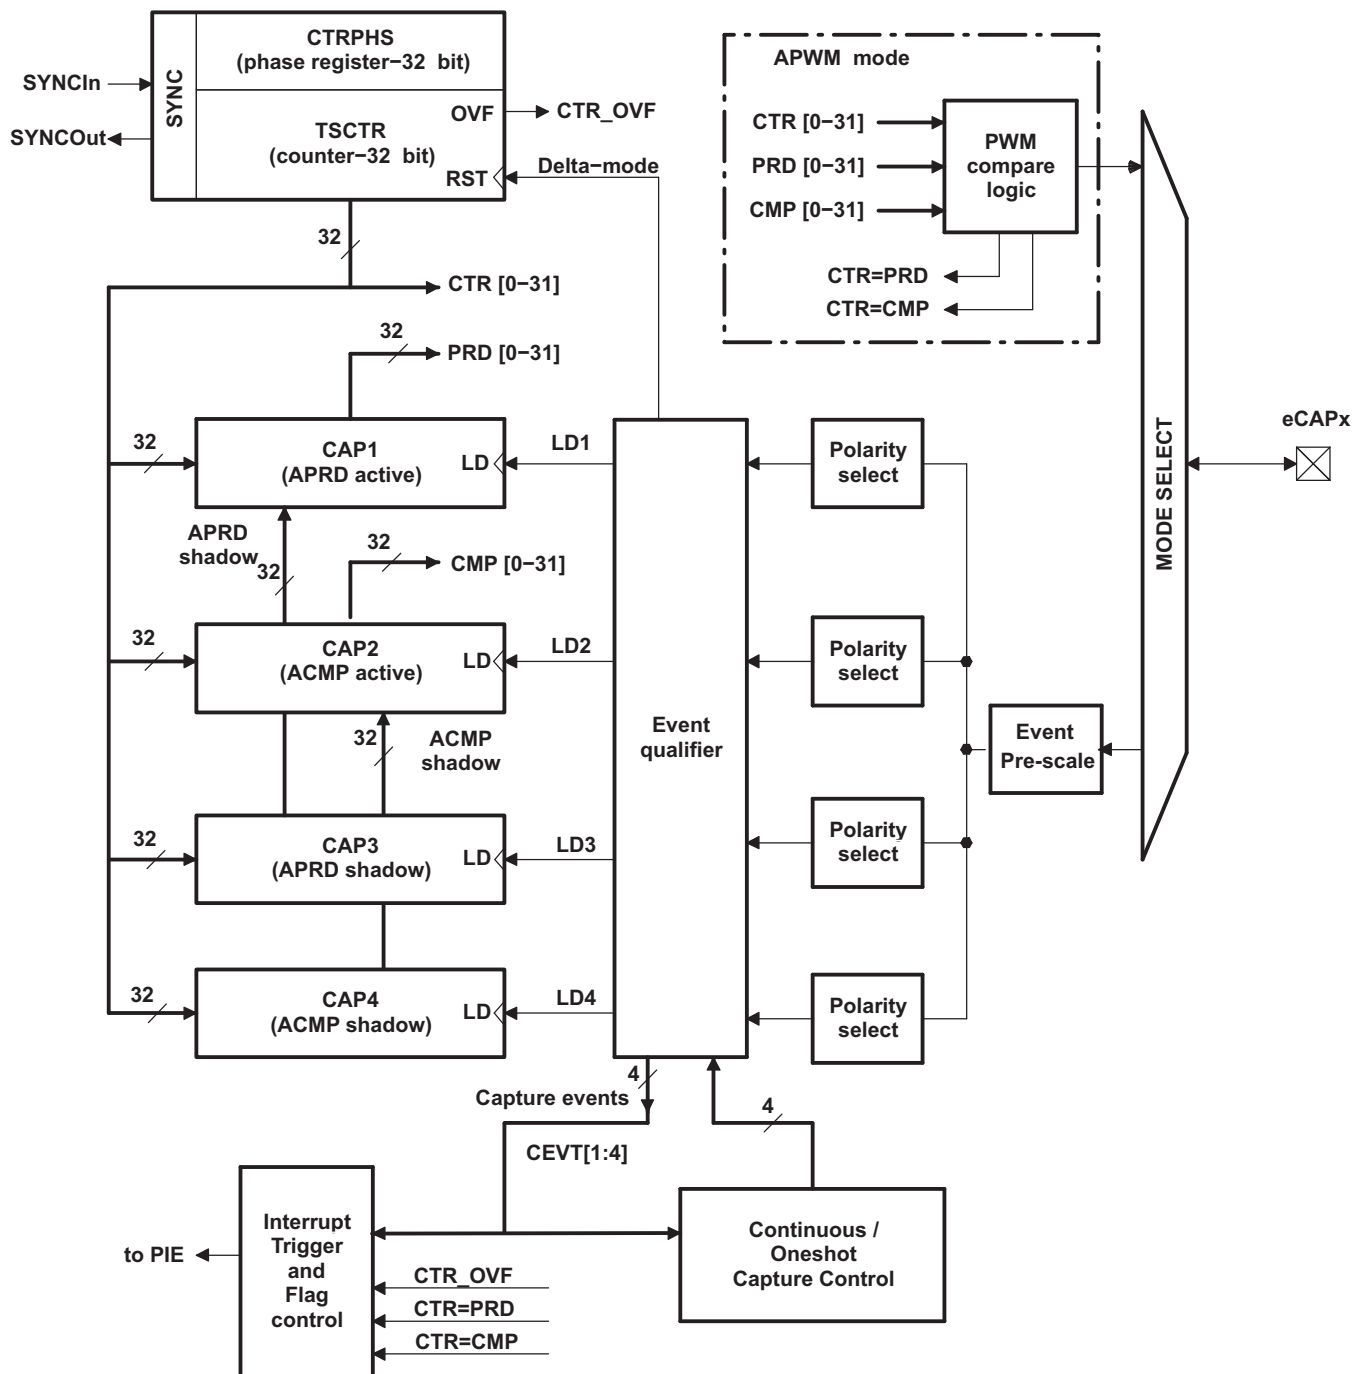 CTRPHS
(phase register−32 bit)
SYNC
SYNCIn
SYNCOut
OVF
CTR_OVF
TSCTR
(counter−32 bit)
RST
Delta−mode
32
CTR [0−31]
32
PRD [0−31]
APWM mode
CTR [0−31]
PRD [0−31]
CMP [0−31]
PWM
compare
logic
CTR=PRD
CTR=CMP
MODE SELECT
eCAPx
32
CAP1
(APRD active)
LD
LD1
Polarity
select
APRD
shadow
32
32
CMP [0−31]
32
CAP2
(ACMP active)
LD
LD2
Polarity
select
32
ACMP
shadow
Event
qualifier
Event
Pre-scale
32
CAP3
(APRD shadow)
LD
LD3
Polarity
select
32
CAP4
(ACMP shadow)
LD
LD4
Polarity
select
4
Capture events
4
CEVT[1:4]
Interrupt
Trigger
and
Flag
control
to PIE
CTR_OVF
CTR=PRD
CTR=CMP
Continuous /
Oneshot
Capture Control